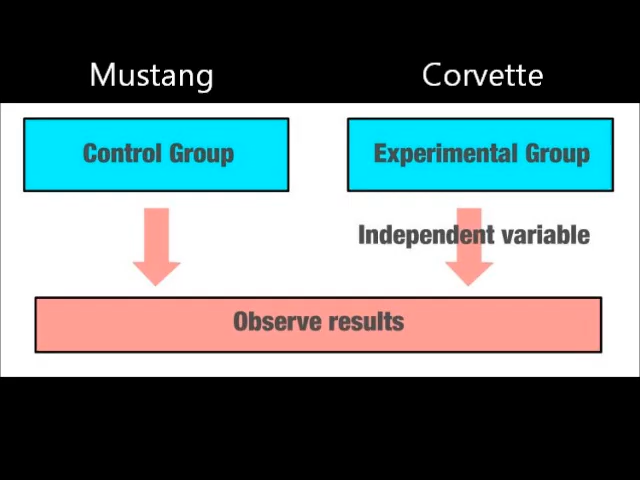 Mustang
Corvette
Control Group
Experimental Group
Independent variable
Observe results